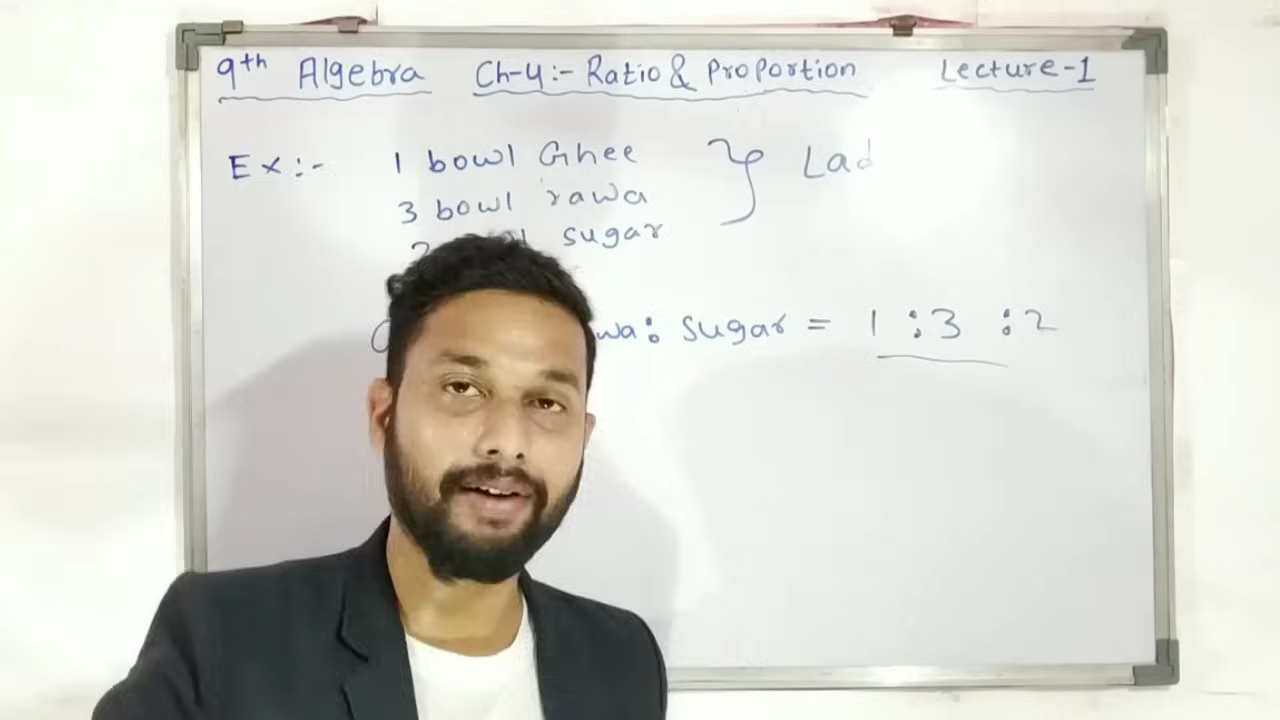 9th Algebra Ch-4:- Ratio & Proportion Lecture-1
Ex:- 1 bowl Ghee } Lad
3 bowl rawa
sugar
: sugar = 1 : 3 : 2